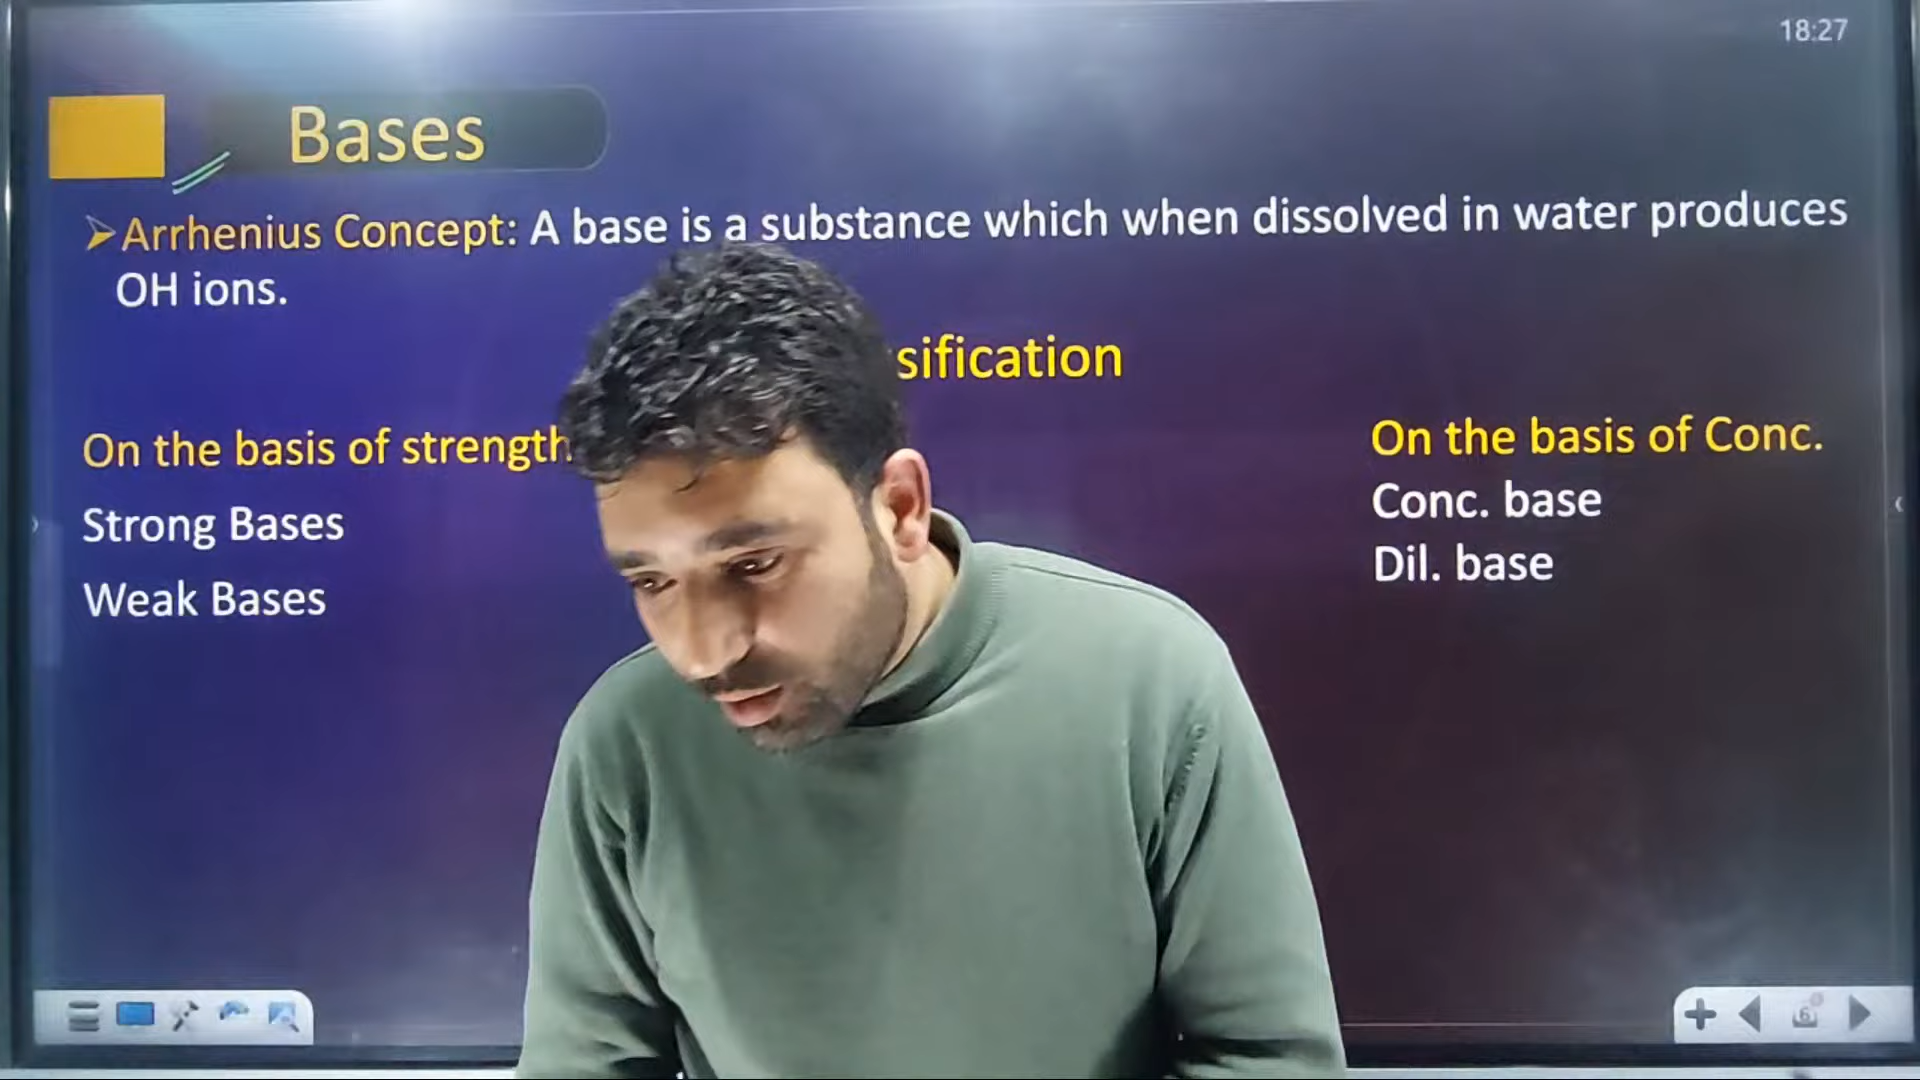 18:27
Bases
➤Arrhenius Concept: A base is a substance which when dissolved in water produces
OH ions.
sification
On the basis of strength
Strong Bases
Weak Bases
On the basis of Conc.
Conc. base
Dil. base
6